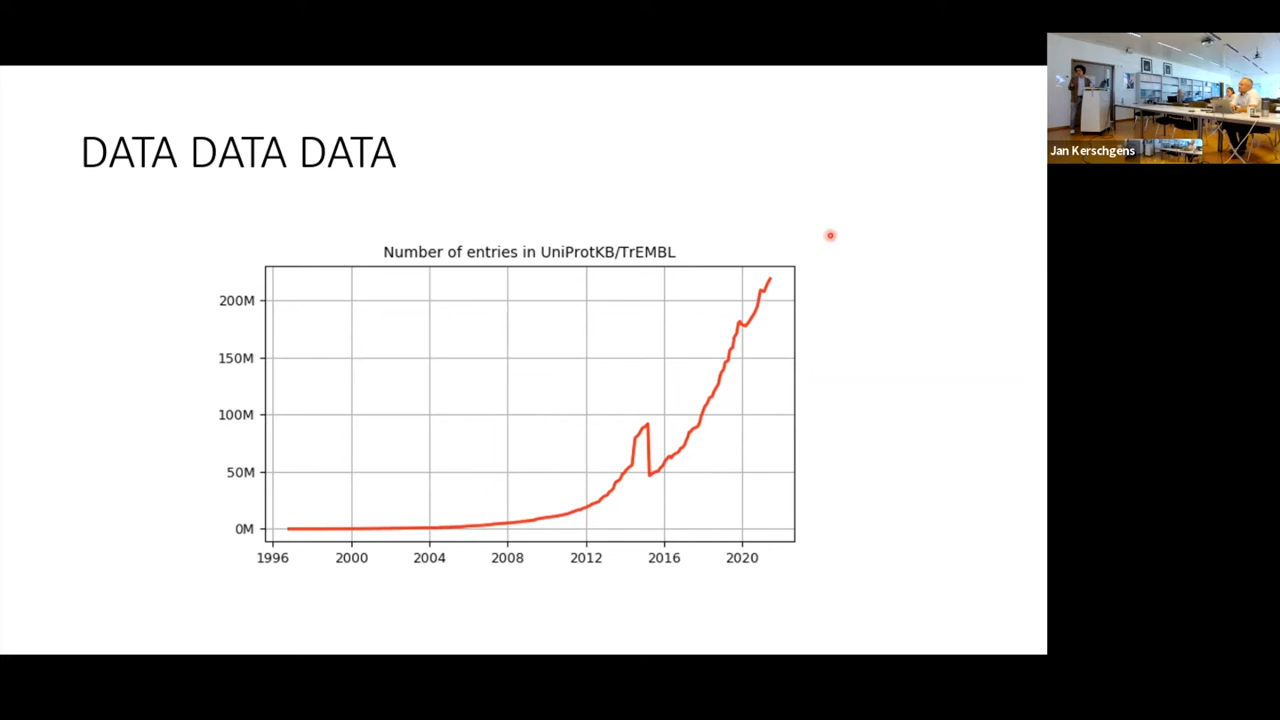 DATA DATA DATA
Jan Kerschgens
Number of entries in UniProtKB/TrEMBL
200M
150M
100M
50M
0M
1996 2000 2004 2008 2012 2016 2020